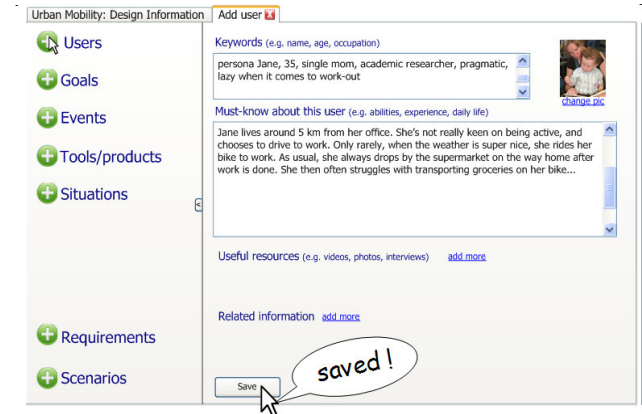 Urban Mobility: Design Information
Add user
Users
Goals
Events
Tools/products
Situations
<
Requirements
Scenarios
Keywords (e.g. name, age, occupation)
persona Jane, 35, single mom, academic researcher, pragmatic,
lazy when it comes to work-out
change pic
Must-know about this user (e.g. abilities, experience, daily life)
Jane lives around 5 km from her office. She's not really keen on being active, and
chooses to drive to work. Only rarely, when the weather is super nice, she rides her
bike to work. As usual, she always drops by the supermarket on the way home after
work is done. She then often struggles with transporting groceries on her bike...
Useful resources (e.g. videos, photos, interviews) add more
Related information add more
Save
saved !